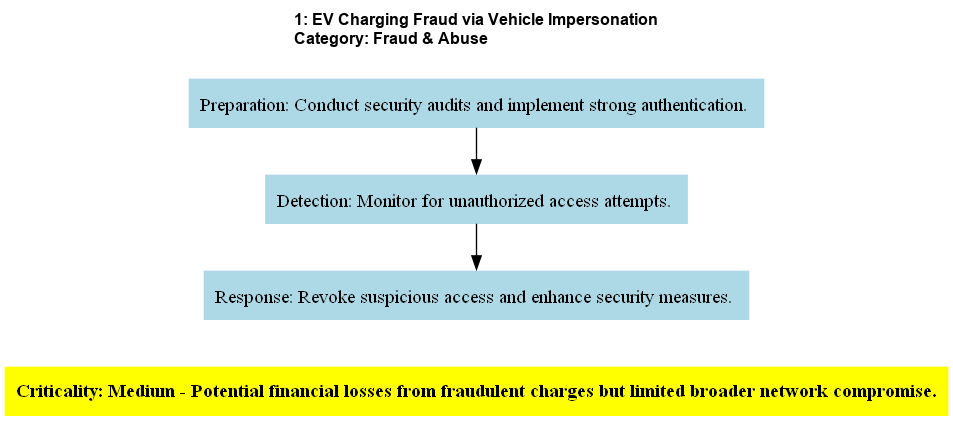 1: EV Charging Fraud via Vehicle Impersonation
Category: Fraud & Abuse
Preparation: Conduct security audits and implement strong authentication.
Detection: Monitor for unauthorized access attempts.
Response: Revoke suspicious access and enhance security measures.
Criticality: Medium - Potential financial losses from fraudulent charges but limited broader network compromise.